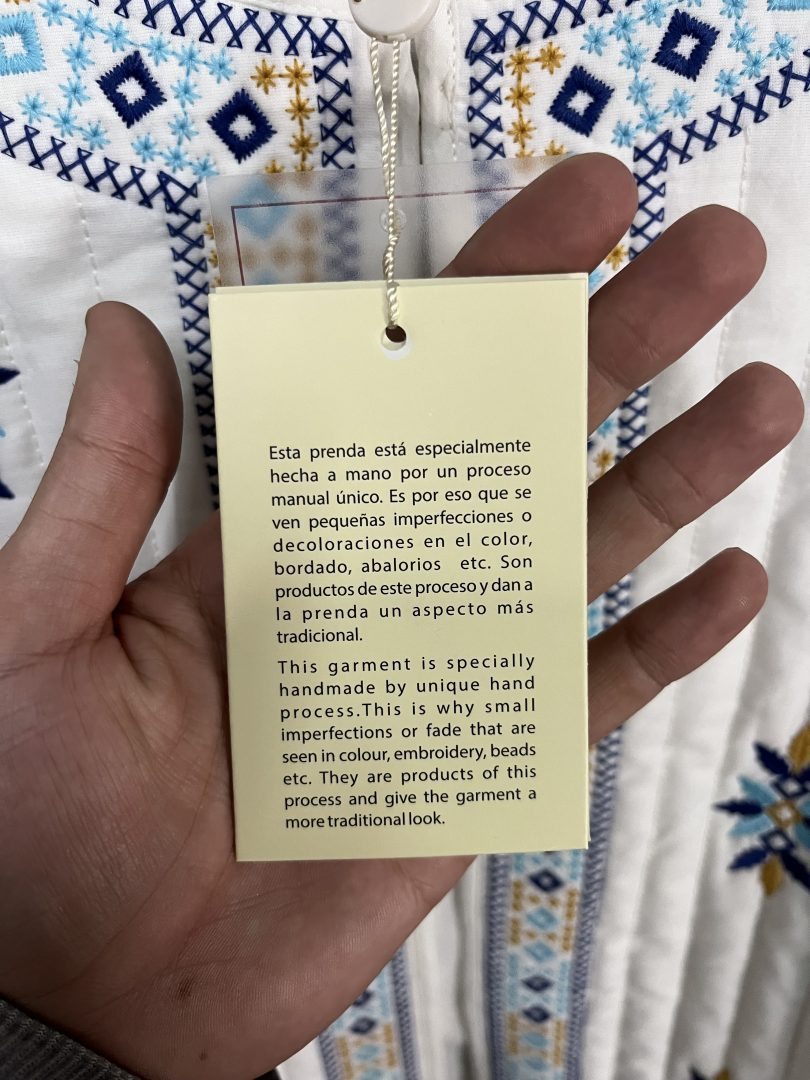 Esta prenda está especialmente
hecha a mano por un proceso
manual único. Es por eso que se
ven pequeñas imperfecciones o
decoloraciones en el color,
bordado, abalorios etc. Son
productos de este proceso y dan a
la prenda un aspecto más
tradicional.
This garment is specially
handmade by unique hand
process.This is why small
imperfections or fade that are
seen in colour, embroidery, beads
etc. They are products of this
process and give the garment a
more traditional look.